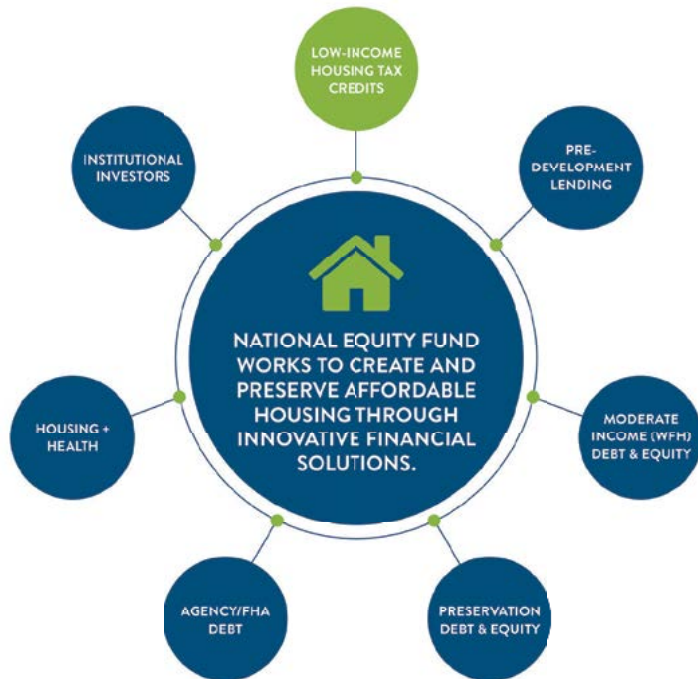 LOW-INCOME
HOUSING TAX
CREDITS
INSTITUTIONAL
INVESTORS
PRE-
DEVELOPMENT
LENDING
NATIONAL EQUITY FUND
WORKS TO CREATE AND
PRESERVE AFFORDABLE
HOUSING THROUGH
INNOVATIVE FINANCIAL
SOLUTIONS.
HOUSING +
HEALTH
MODERATE
INCOME (WFH)
DEBT & EQUITY
AGENCY/FHA
DEBT
PRESERVATION
DEBT & EQUITY